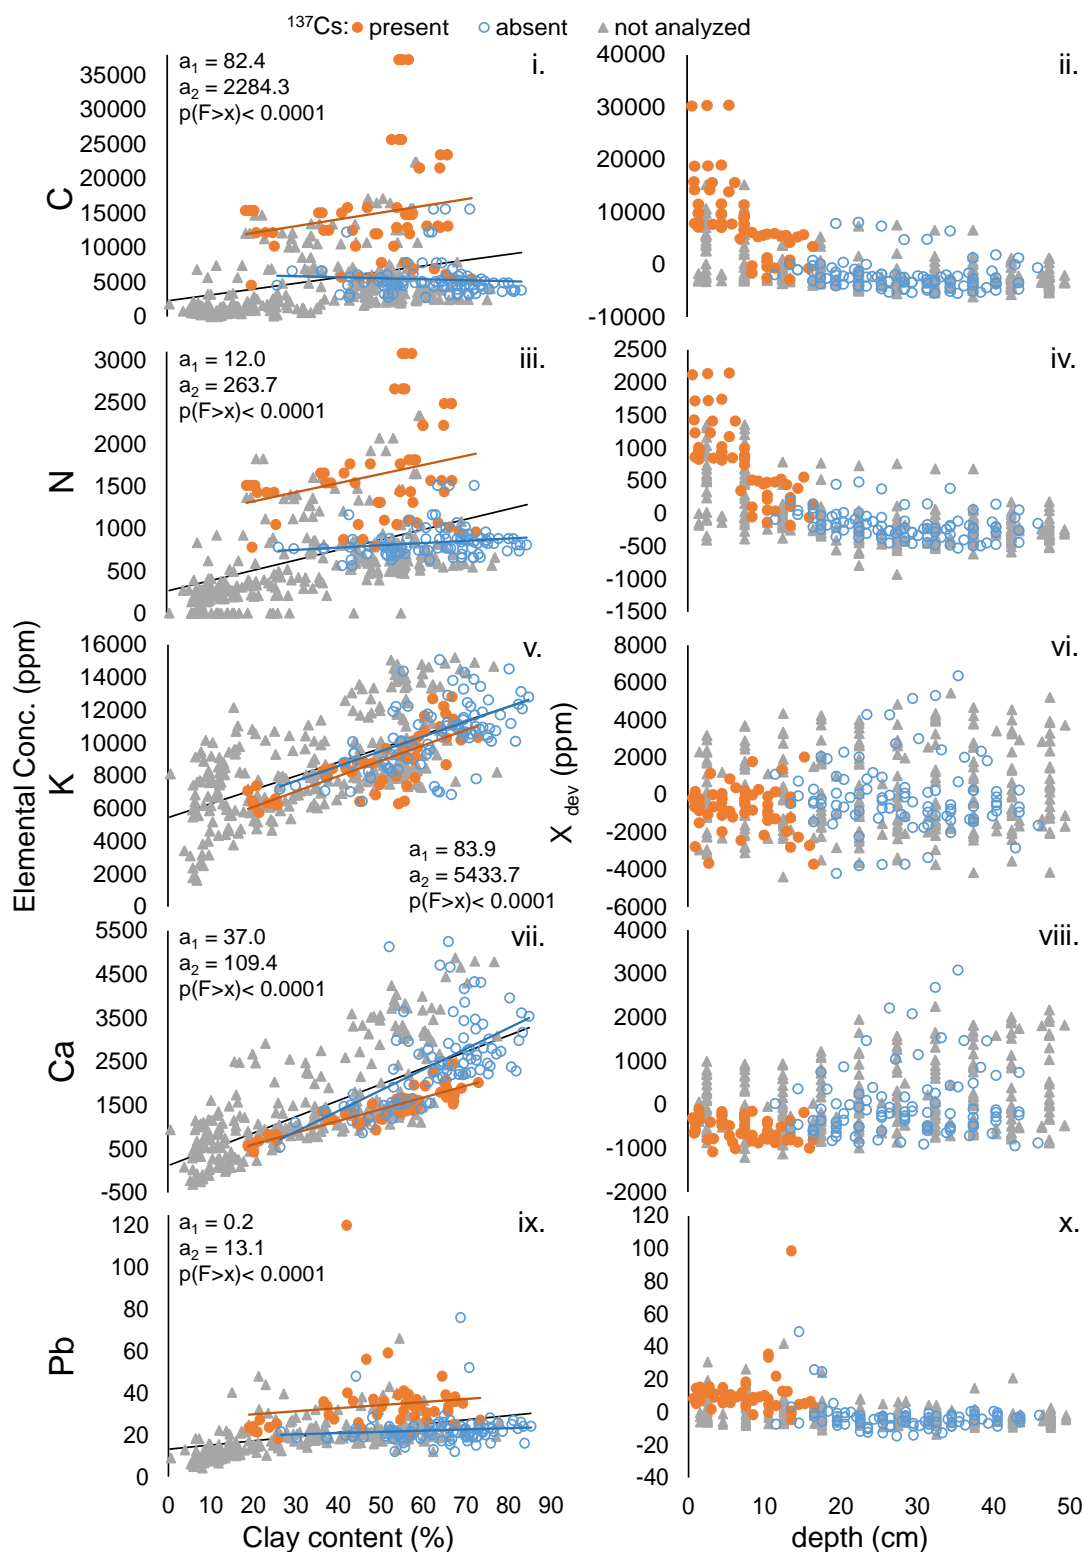 137Cs: present absent not analyzed
i.
a1 = 82.4
a2 = 2284.3
p(F>x)< 0.0001
35000
30000
25000
20000
15000
10000
5000
0
C
ii.
40000
30000
20000
10000
0
-10000
iii.
a1 = 12.0
a2 = 263.7
p(F>x)< 0.0001
3000
2500
2000
1500
1000
500
0
N
iv.
2500
2000
1500
1000
500
0
-500
-1000
-1500
Elemental Conc. (ppm)
v.
16000
14000
12000
10000
8000
6000
4000
2000
0
K
a1 = 83.9
a2 = 5433.7
p(F>x)< 0.0001
X dev (ppm)
vi.
8000
6000
4000
2000
0
-2000
-4000
-6000
vii.
a1 = 37.0
a2 = 109.4
p(F>x)< 0.0001
5500
4500
3500
2500
1500
500
-500
Ca
viii.
4000
3000
2000
1000
0
-1000
-2000
ix.
a1 = 0.2
a2 = 13.1
p(F>x)< 0.0001
120
100
80
60
40
20
0
Pb
0 10 20 30 40 50 60 70 80 90
Clay content (%)
x.
120
100
80
60
40
20
0
-20
-40
0 10 20 30 40 50
depth (cm)